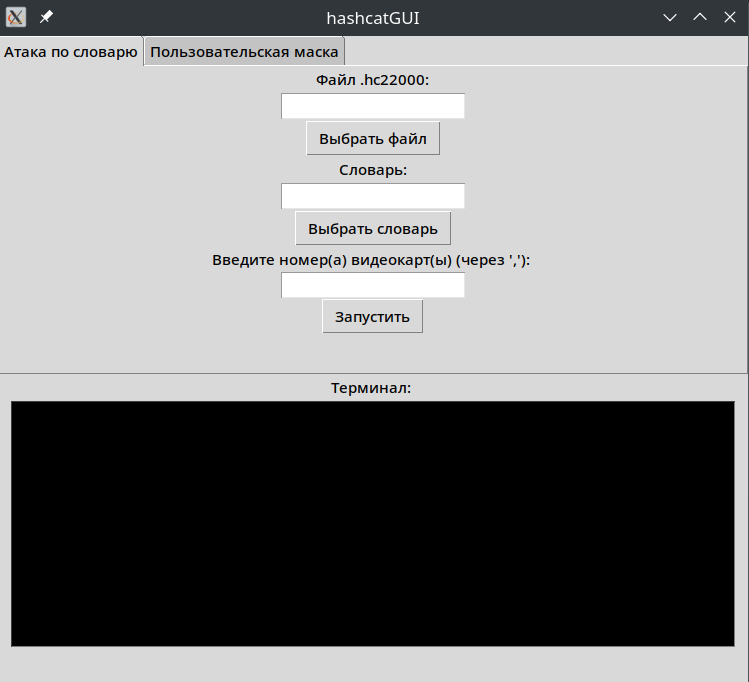 hashcatGUI
Атака по словарю Пользовательская маска
Файл .hc22000:
Выбрать файл
Словарь:
Выбрать словарь
Введите номер(а) видеокарт(ы) (через ','):
Запустить
Терминал: